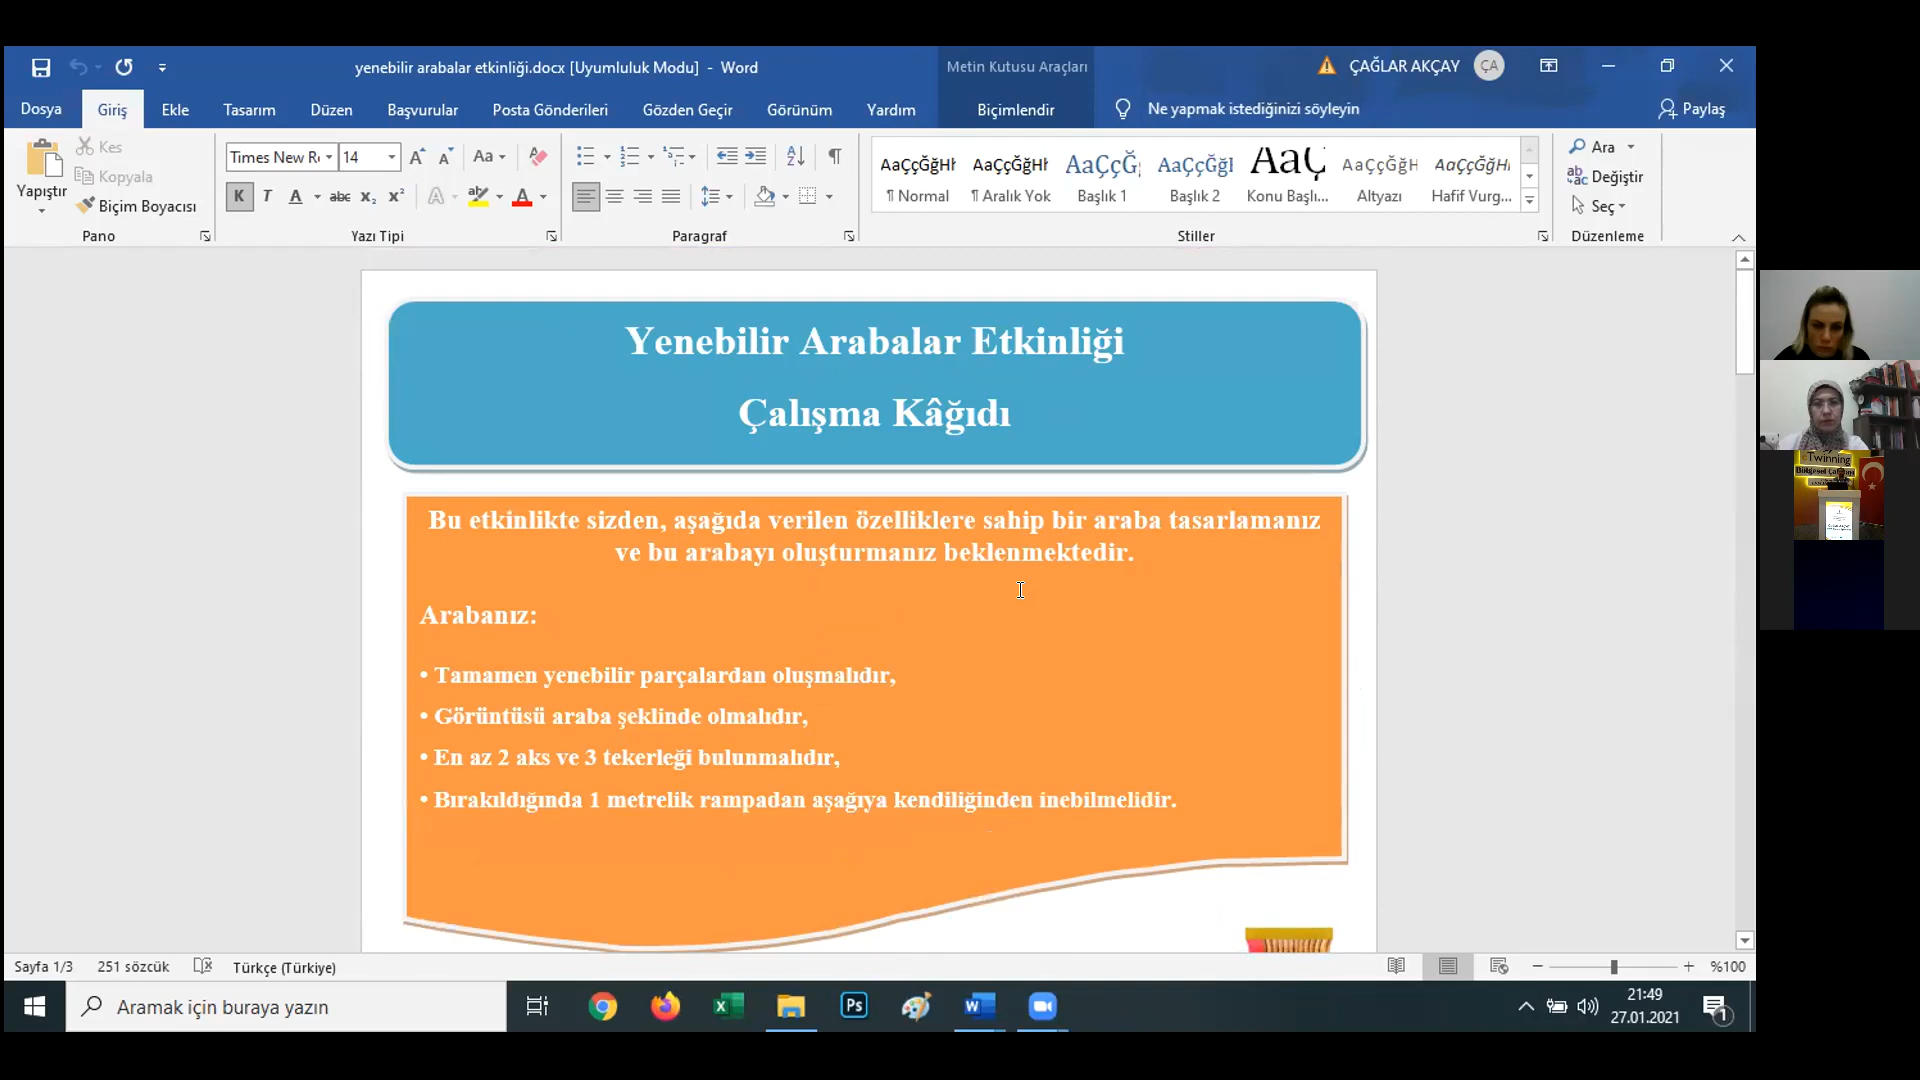 yenebilir arabalar etkinliği.docx [Uyumluluk Modu] - Word
Metin Kutusu Araçları
ÇAĞLAR AKÇAY
ÇA
Dosya
Giriş
Ekle
Tasarım
Düzen
Başvurular
Posta Gönderileri
Gözden Geçir
Görünüm
Yardım
Biçimlendir
Ne yapmak istediğinizi söyleyin
Paylaş
Yapıştır
Kes
Kopyala
Biçim Boyacısı
Pano
Times New R
14
Yazı Tipi
Paragraf
¶ Normal
¶ Aralık Yok
Başlık 1
Başlık 2
Konu Başlı...
Altyazı
Hafif Vurg...
Stiller
Ara
Değiştir
Seç
Düzenleme
Yenebilir Arabalar Etkinliği
Çalışma Kâğıdı
Bu etkinlikte sizden, aşağıda verilen özelliklere sahip bir araba tasarlamanız
ve bu arabayı oluşturmanız beklenmektedir.
Arabanız:
• Tamamen yenebilir parçalardan oluşmalıdır,
• Görüntüsü araba şeklinde olmalıdır,
• En az 2 aks ve 3 tekerleği bulunmalıdır,
• Bırakıldığında 1 metrelik rampadan aşağıya kendiliğinden inebilmelidir.
eTwinning
Sayfa 1/3
251 sözcük
Türkçe (Türkiye)
%100
Aramak için buraya yazın
21:49
27.01.2021
1